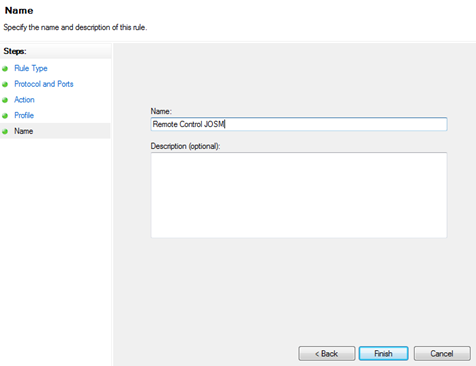 Name
Specify the name and description of this rule.
Steps:
Rule Type
Protocol and Ports
Action
Profile
Name
Name:
Remote Control JOSM
Description (optional):
< Back
Finish
Cancel